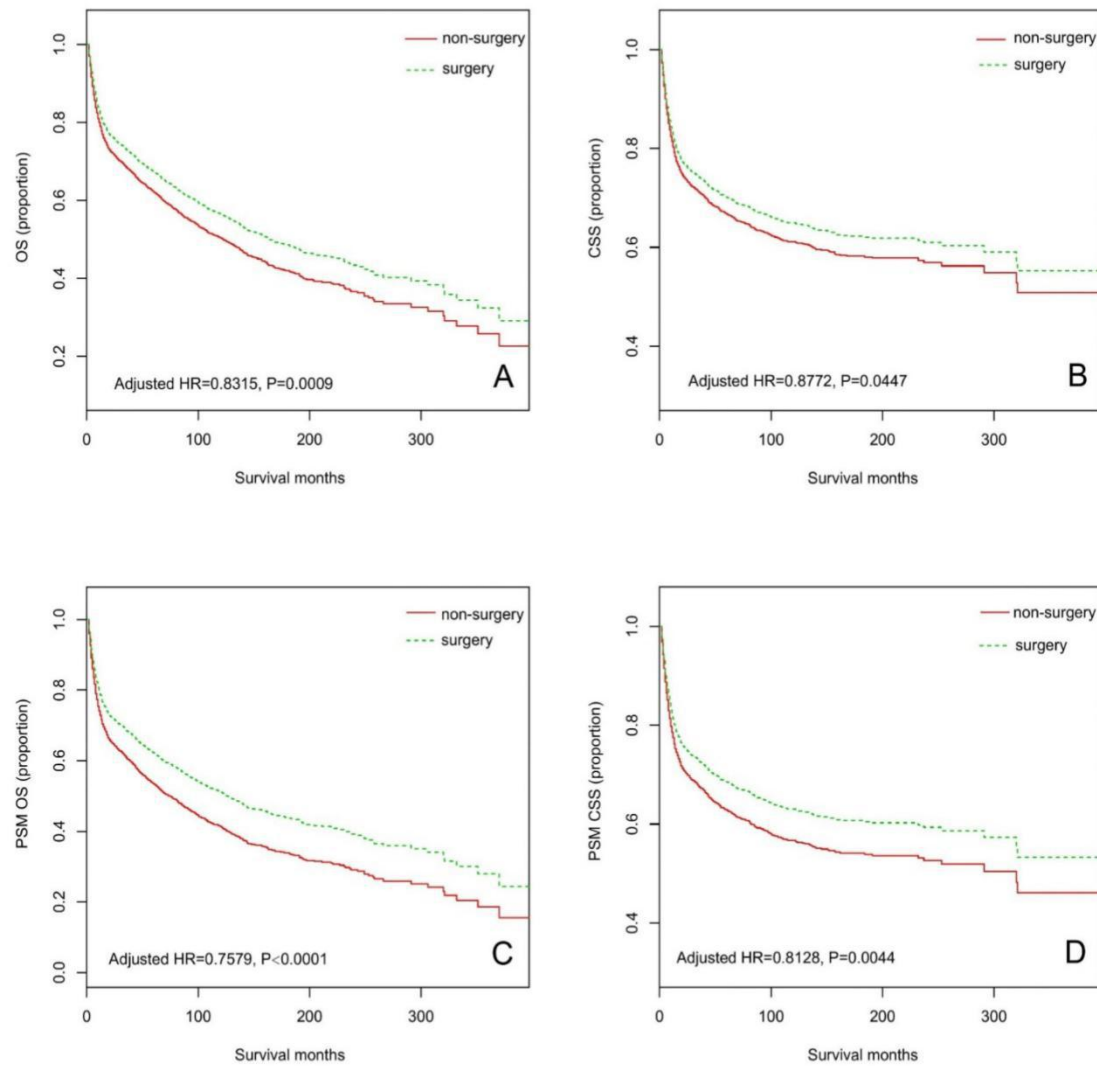 non-surgery
surgery
1.0
0.8
0.6
0.4
0.2
OS (proportion)
Adjusted HR=0.8315, P=0.0009
A
0
100
200
300
Survival months
non-surgery
surgery
1.0
0.8
0.6
0.4
CSS (proportion)
Adjusted HR=0.8772, P=0.0447
B
0
100
200
300
Survival months
non-surgery
surgery
1.0
0.8
0.6
0.4
0.2
0.0
PSM OS (proportion)
Adjusted HR=0.7579, P<0.0001
C
0
100
200
300
Survival months
non-surgery
surgery
1.0
0.8
0.6
0.4
PSM CSS (proportion)
Adjusted HR=0.8128, P=0.0044
D
0
100
200
300
Survival months